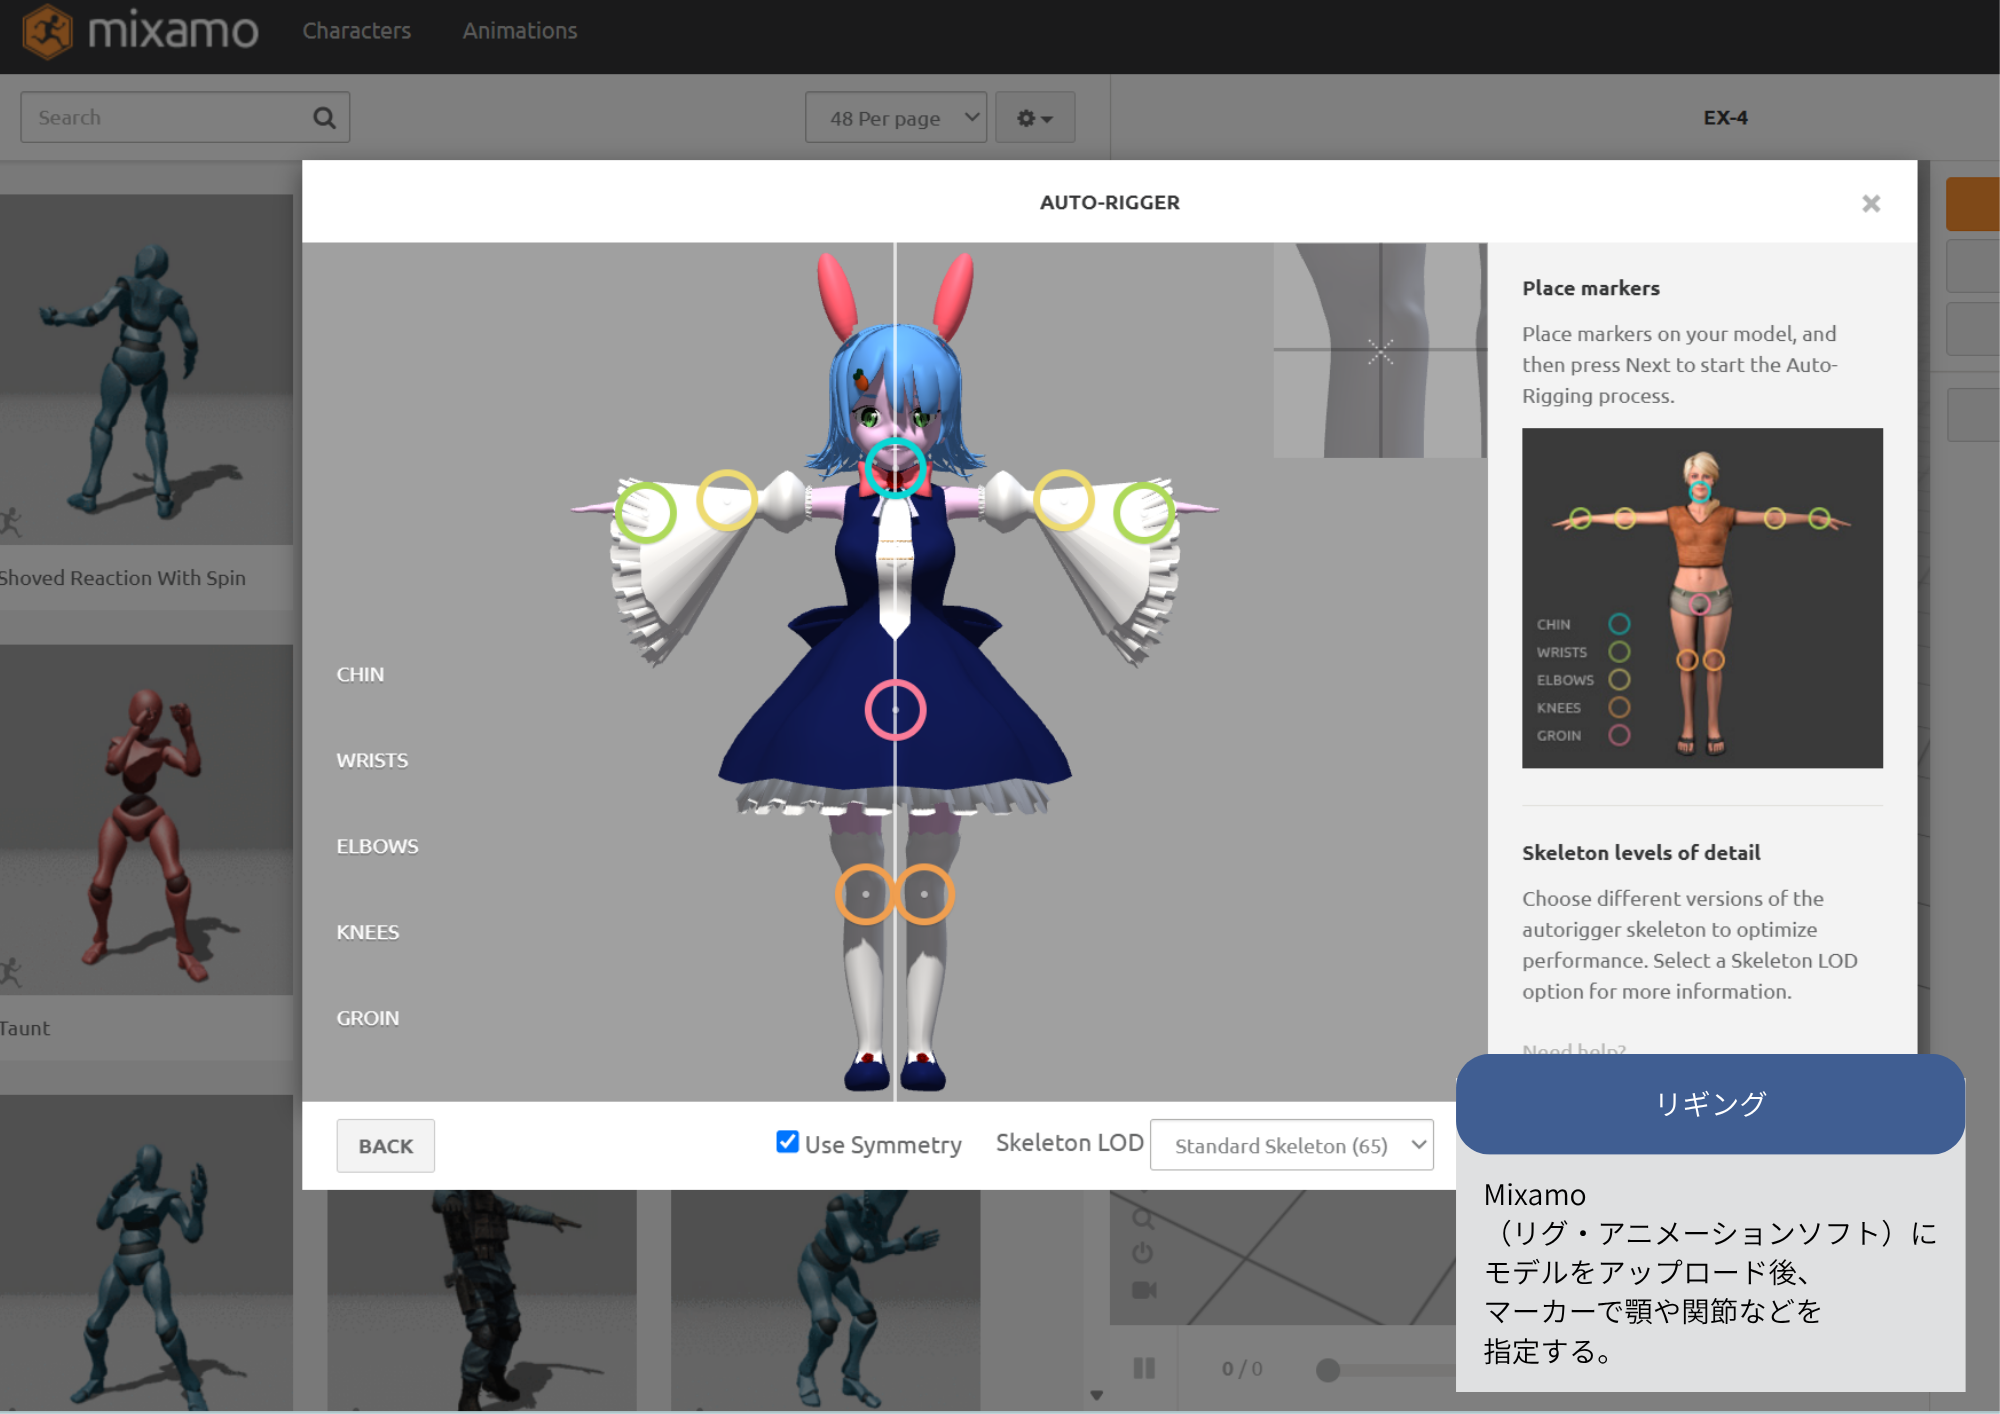 mixamo
Characters
Animations
Search
48 Per page
EX-4
AUTO-RIGGER
Shoved Reaction With Spin
Taunt
CHIN
WRISTS
ELBOWS
KNEES
GROIN
Place markers
Place markers on your model, and
then press Next to start the Auto-
Rigging process.
CHIN
WRISTS
ELBOWS
KNEES
GROIN
Skeleton levels of detail
Choose different versions of the
autorigger skeleton to optimize
performance. Select a Skeleton LOD
option for more information.
Need help?
BACK
Use Symmetry
Skeleton LOD
Standard Skeleton (65)
0 / 0
リギング
Mixamo
（リグ・アニメーションソフト）に
モデルをアップロード後、
マーカーで顎や関節などを
指定する。